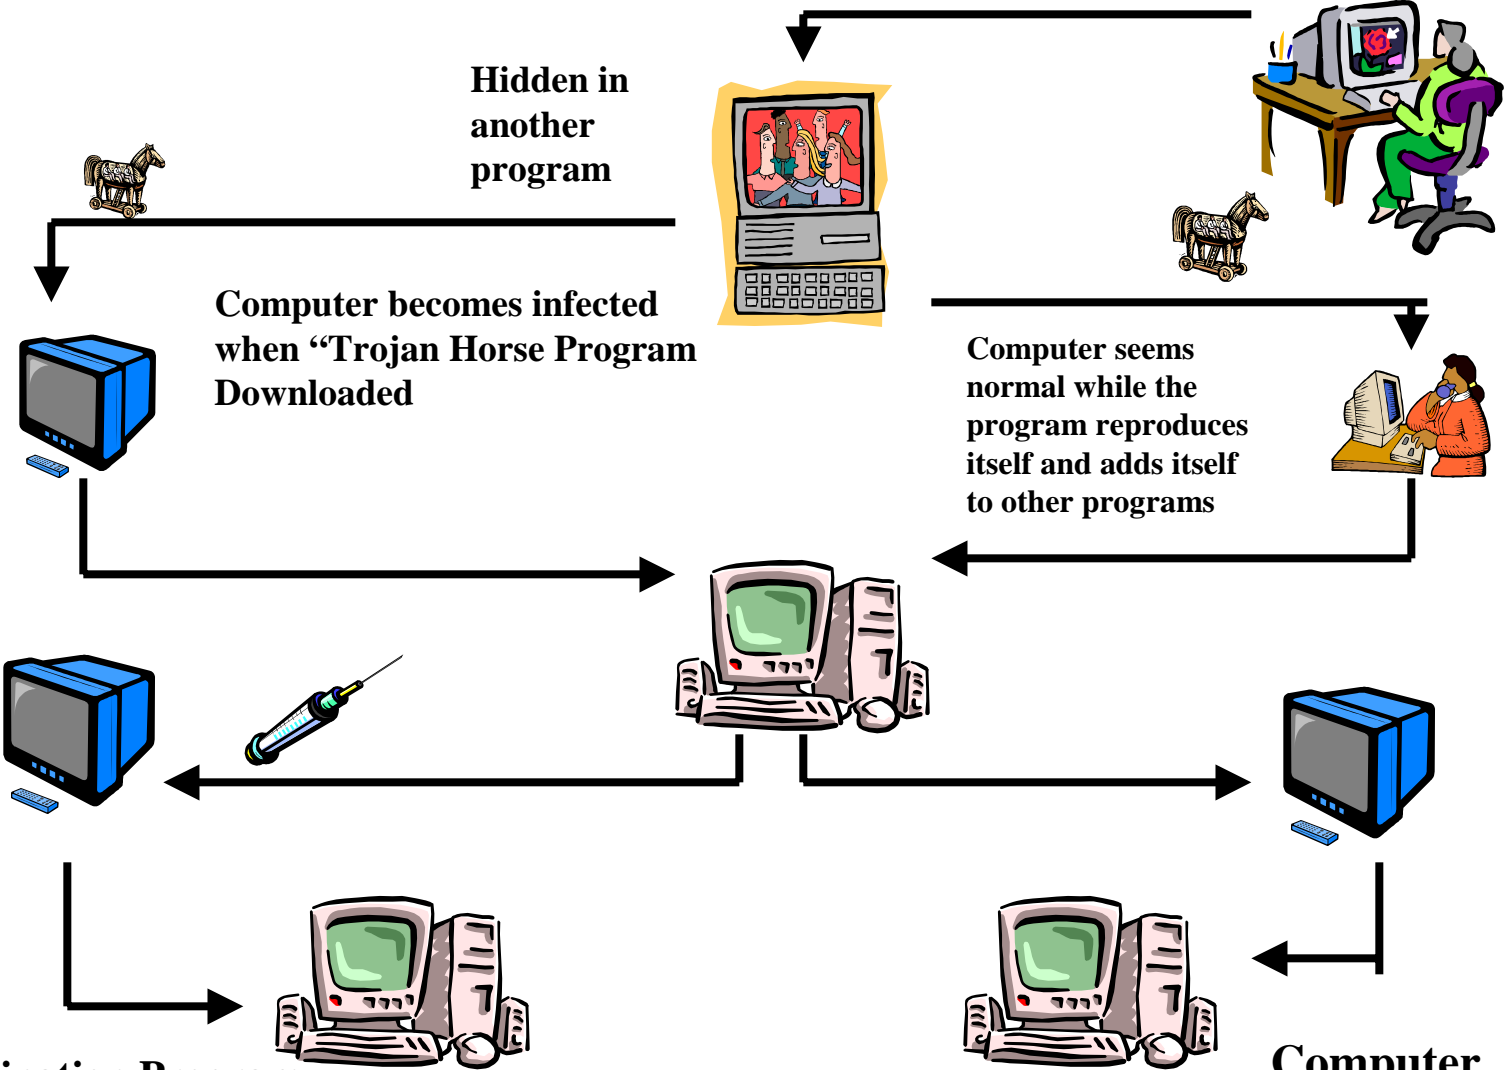 Hidden in
another
program
Computer becomes infected
when “Trojan Horse Program
Downloaded
Computer seems
normal while the
program reproduces
itself and adds itself
to other programs
Computer